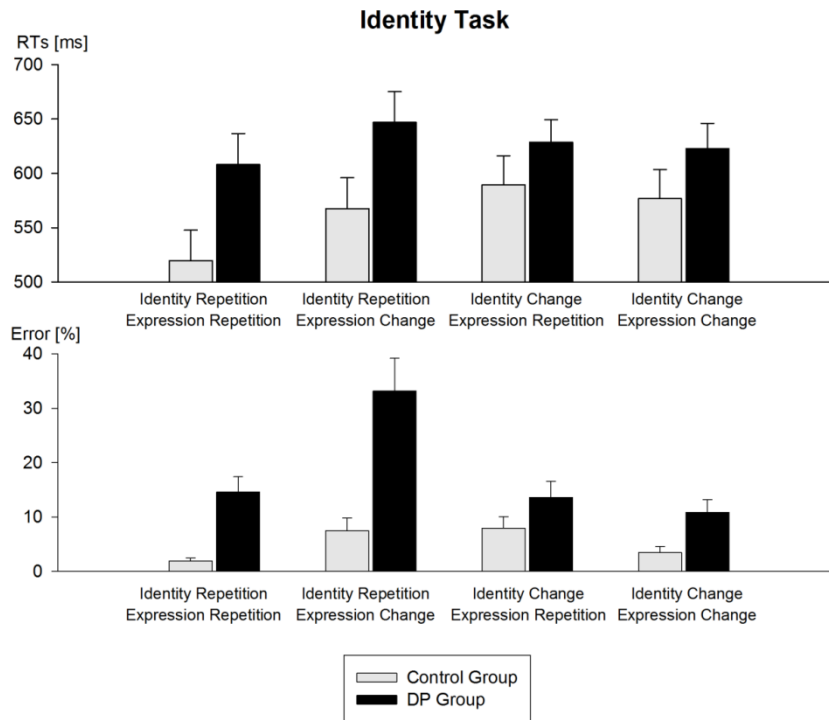 Identity Task
RTs [ms]
700
650
600
550
500
Identity Repetition Identity Repetition Identity Change Identity Change
Expression Repetition Expression Change Expression Repetition Expression Change
Error [%]
40
30
20
10
0
Identity Repetition Identity Repetition Identity Change Identity Change
Expression Repetition Expression Change Expression Repetition Expression Change
Control Group
DP Group